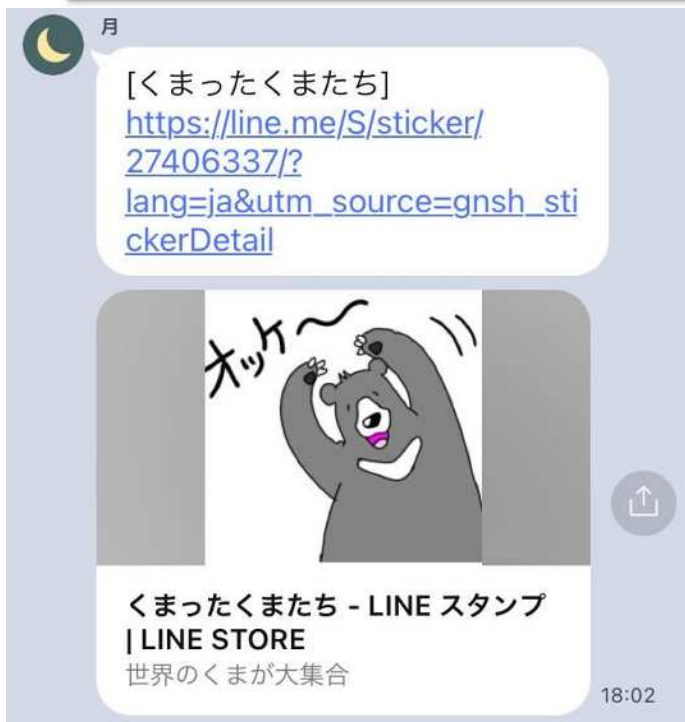 月
[くまったくまたち]
https://line.me/S/sticker/
27406337/?
lang=ja&utm_source=gnsh_sti
ckerDetail
オッケ〜
くまったくまたち - LINE スタンプ
| LINE STORE
世界のくまが大集合
18:02